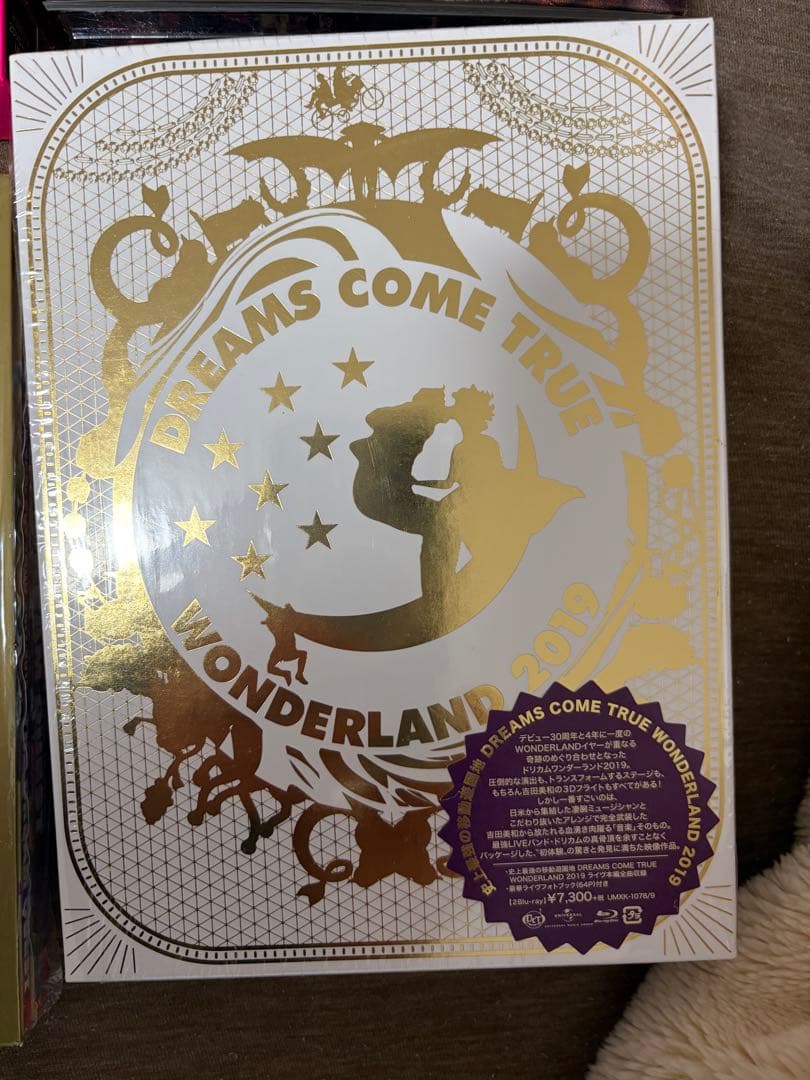 DREAMS COME TRUE
WONDERLAND 2019
史上最強の移動遊園地 DREAMS COME TRUE WONDERLAND 2019
デビュー30周年と4年に一度の
WONDERLANDイヤーが重なる
奇跡のめぐり合わせとなった
ドリカムワンダーランド2019。
圧倒的な演出も、トランスフォームするステージも、
もちろん吉田美和の3Dフライトもすべてがある!
しかし一番すごいのは、
日米から集結した凄腕ミュージシャンと
こだわり抜いたアレンジで完全武装した
吉田美和から放たれる血湧き肉躍る「音楽」そのもの。
最強LIVEバンド・ドリカムの真骨頂を余すことなく
パッケージした、“初体験”の驚きと発見に満ちた映像作品。
・史上最強の移動遊園地 DREAMS COME TRUE
WONDERLAND 2019 ライヴ本編全曲収録
・豪華ライヴフォトブック(64P)付き
[2Blu-ray] ¥7,300+税 UMXK-1078/9
DCT UNIVERSAL Blu-ray Disc
UNIVERSAL MUSIC GROUP